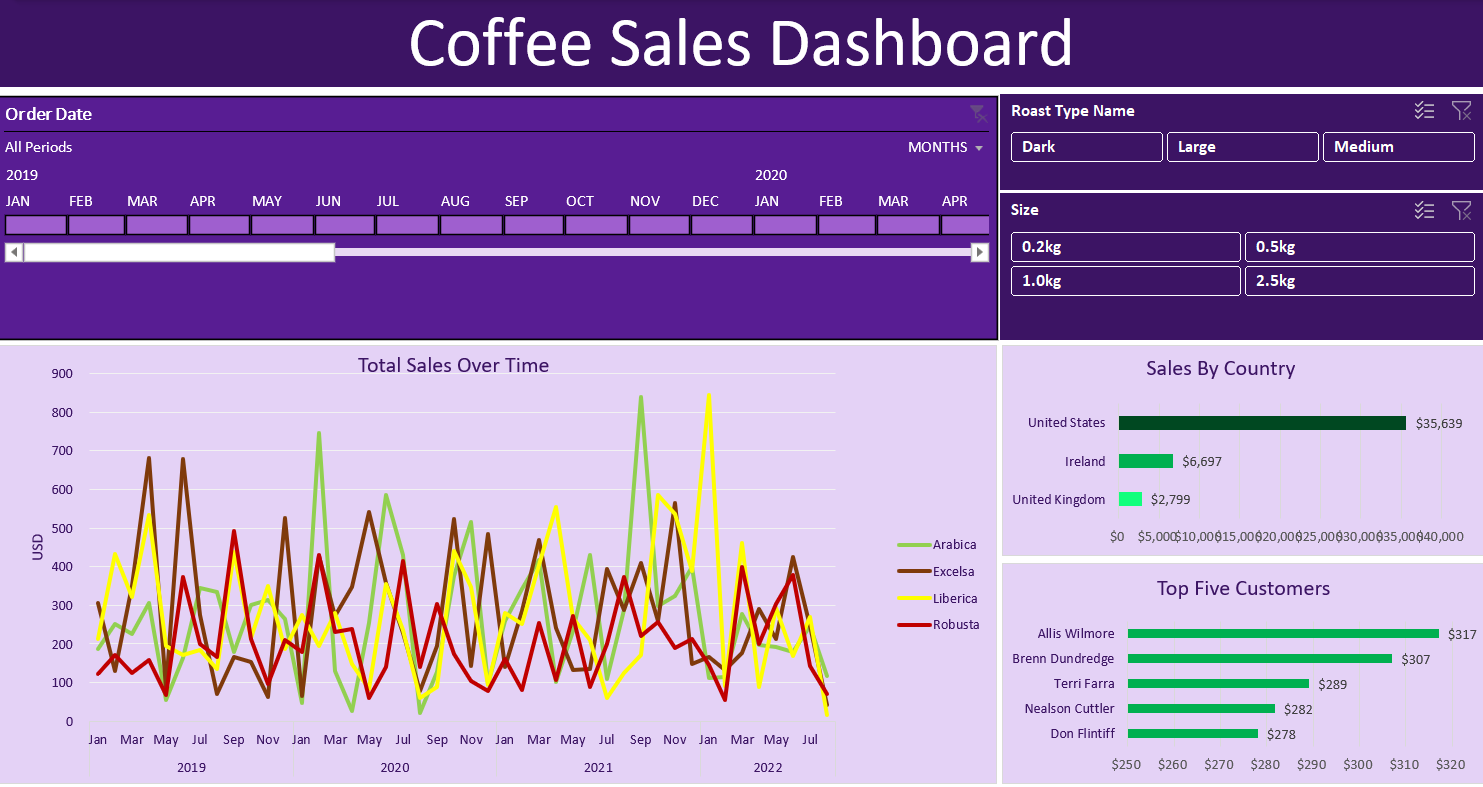 Coffee Sales Dashboard
Order Date
All Periods MONTHS
2019 2020
JAN FEB MAR APR MAY JUN JUL AUG SEP OCT NOV DEC JAN FEB MAR APR
Roast Type Name
Dark Large Medium
Size
0.2kg 0.5kg
1.0kg 2.5kg
Total Sales Over Time
900
800
700
600
500
400
300
200
100
0
USD
Jan Mar May Jul Sep Nov Jan Mar May Jul Sep Nov Jan Mar May Jul Sep Nov Jan Mar May Jul
2019 2020 2021 2022
Arabica
Excelsa
Liberica
Robusta
Sales By Country
United States $35,639
Ireland $6,697
United Kingdom $2,799
$0 $5,000 $10,000 $15,000 $20,000 $25,000 $30,000 $35,000 $40,000
Top Five Customers
Allis Wilmore $317
Brenn Dundredge $307
Terri Farra $289
Nealson Cuttler $282
Don Flintiff $278
$250 $260 $270 $280 $290 $300 $310 $320